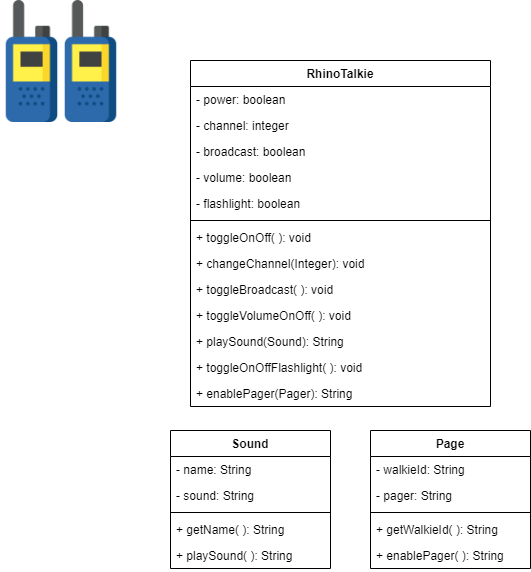 RhinoTalkie
- power: boolean
- channel: integer
- broadcast: boolean
- volume: boolean
- flashlight: boolean
+ toggleOnOff( ): void
+ changeChannel(Integer): void
+ toggleBroadcast( ): void
+ toggleVolumeOnOff( ): void
+ playSound(Sound): String
+ toggleOnOffFlashlight( ): void
+ enablePager(Pager): String
Sound
- name: String
- sound: String
+ getName( ): String
+ playSound( ): String
Page
- walkieId: String
- pager: String
+ getWalkieId( ): String
+ enablePager( ): String